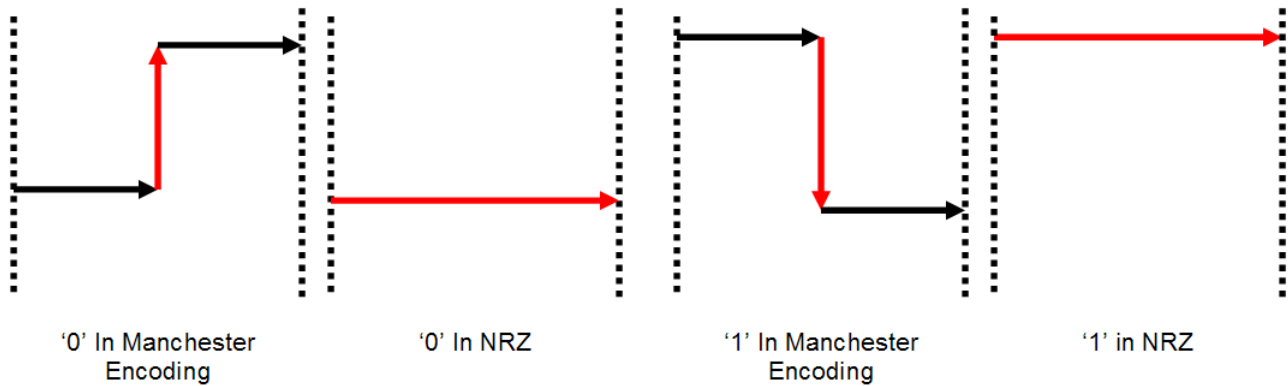 ‘0’ In Manchester
Encoding
‘0’ In NRZ
‘1’ In Manchester
Encoding
‘1’ in NRZ